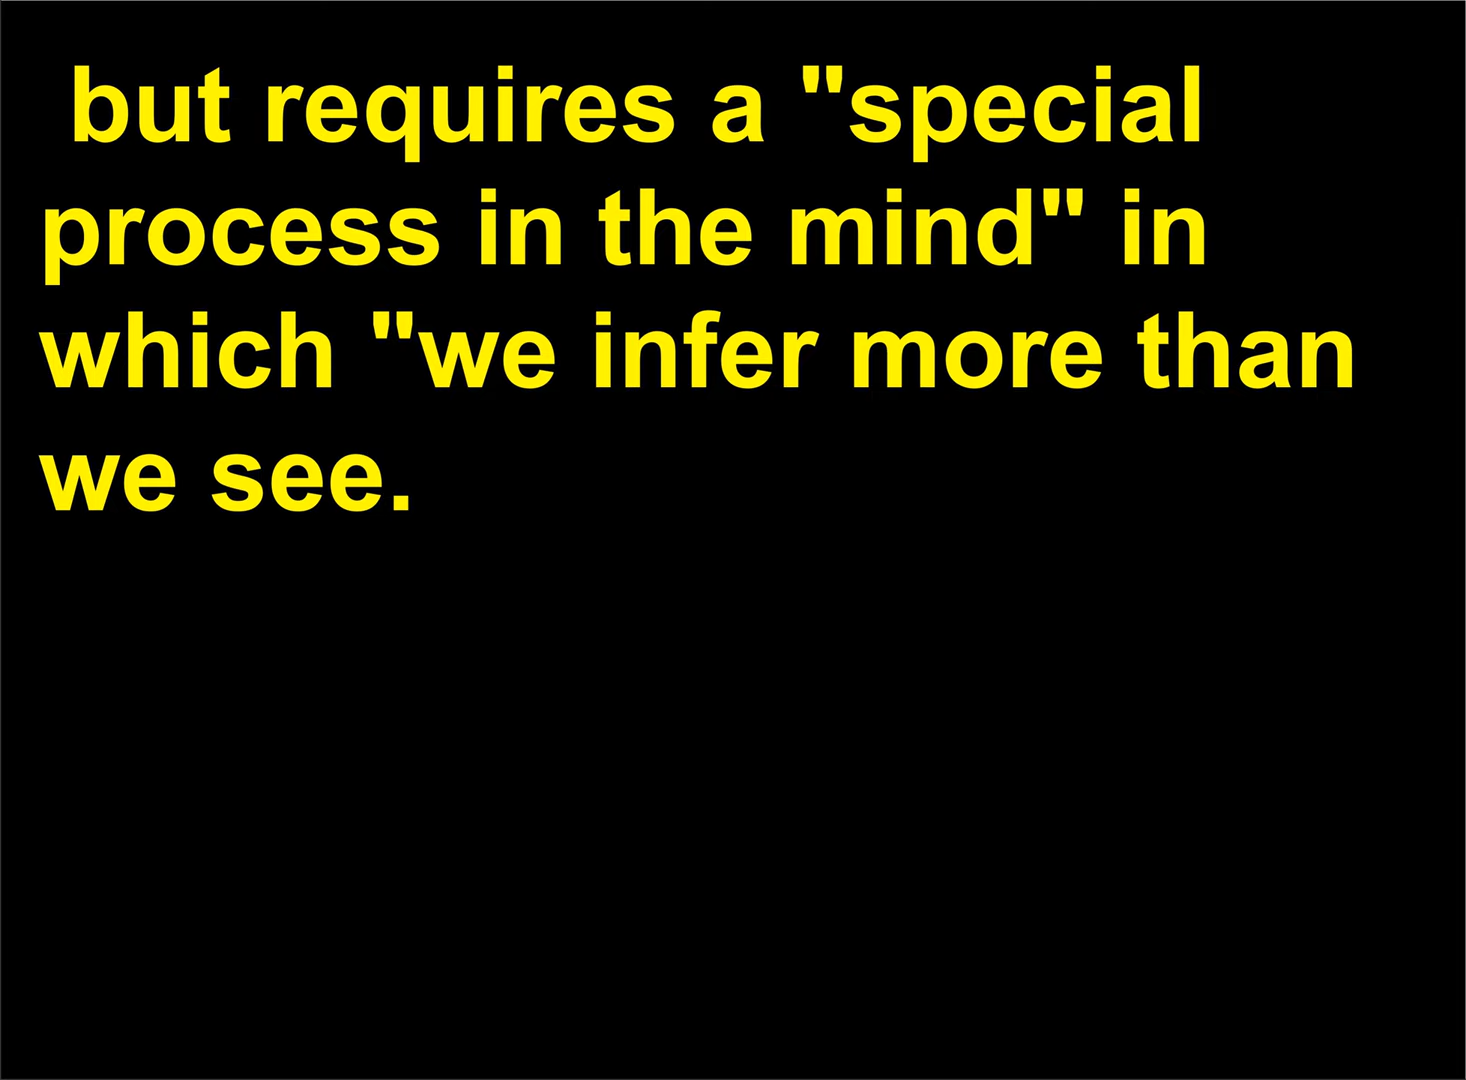 but requires a "special
process in the mind" in
which "we infer more than
we see.